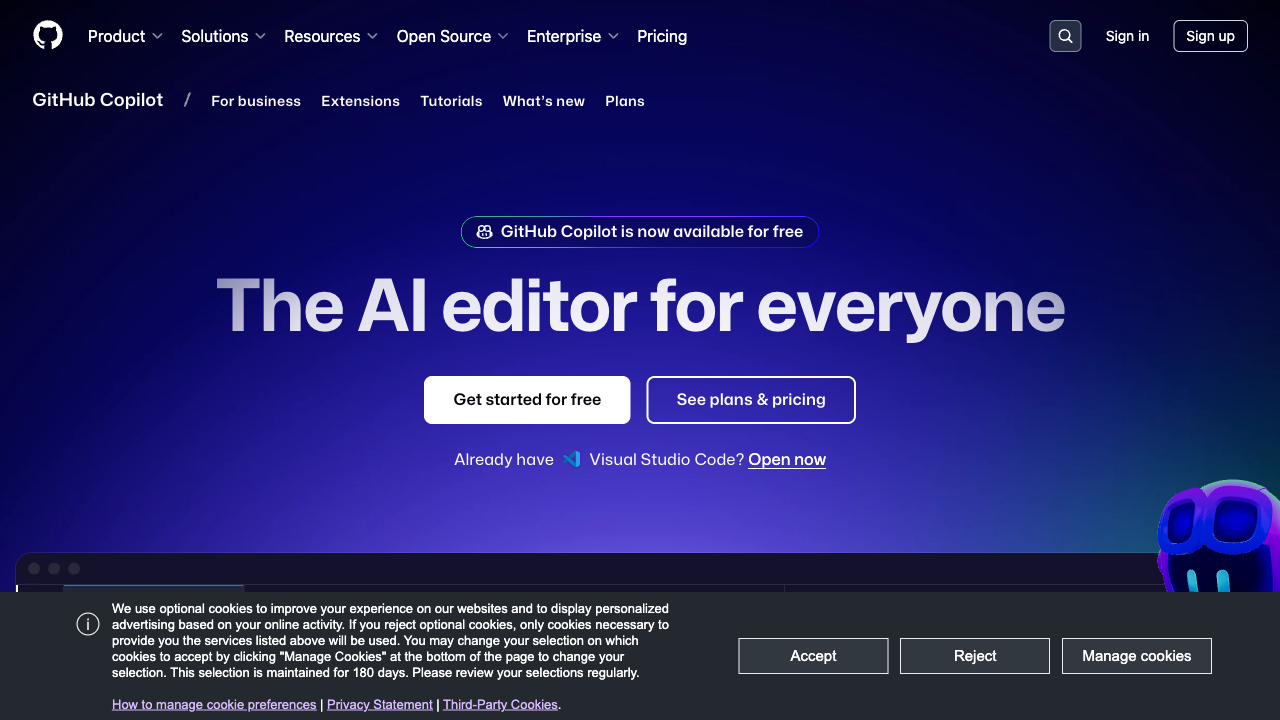 Product Solutions Resources Open Source Enterprise Pricing Sign in Sign up
GitHub Copilot / For business Extensions Tutorials What's new Plans
GitHub Copilot is now available for free
The AI editor for everyone
Get started for free See plans & pricing
Already have Visual Studio Code? Open now
We use optional cookies to improve your experience on our websites and to display personalized
advertising based on your online activity. If you reject optional cookies, only cookies necessary to
provide you the services listed above will be used. You may change your selection on which
cookies to accept by clicking "Manage Cookies" at the bottom of the page to change your
selection. This selection is maintained for 180 days. Please review your selections regularly.
How to manage cookie preferences | Privacy Statement | Third-Party Cookies.
Accept Reject Manage cookies